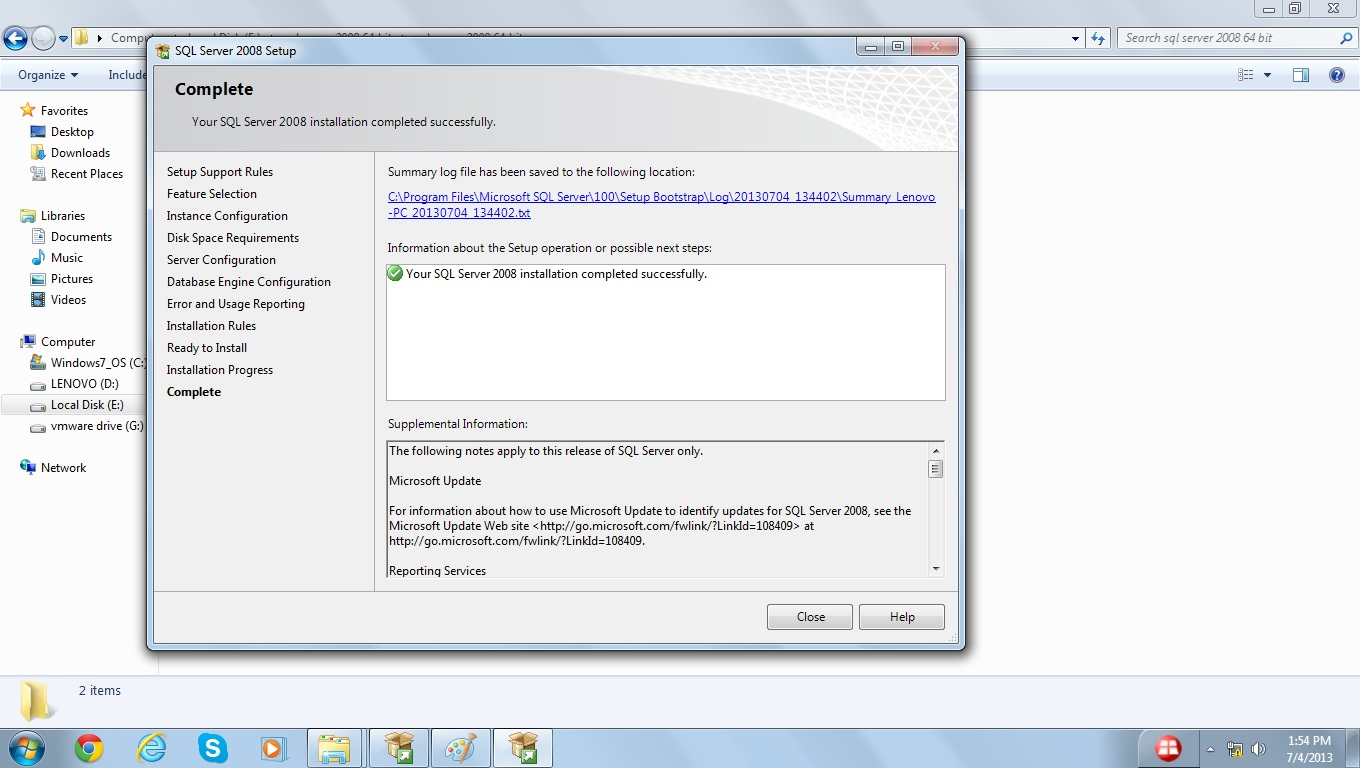 Search sql server 2008 64 bit
Organize
Include
SQL Server 2008 Setup
Complete
Your SQL Server 2008 installation completed successfully.
Favorites
Desktop
Downloads
Recent Places
Libraries
Documents
Music
Pictures
Videos
Computer
Windows7_OS (C:)
LENOVO (D:)
Local Disk (E:)
vmware drive (G:)
Network
Setup Support Rules
Feature Selection
Instance Configuration
Disk Space Requirements
Server Configuration
Database Engine Configuration
Error and Usage Reporting
Installation Rules
Ready to Install
Installation Progress
Complete
Summary log file has been saved to the following location:
C:\Program Files\Microsoft SQL Server\100\Setup Bootstrap\Log\20130704_134402\Summary_Lenovo
-PC_20130704_134402.txt
Information about the Setup operation or possible next steps:
Your SQL Server 2008 installation completed successfully.
Supplemental Information:
The following notes apply to this release of SQL Server only.
Microsoft Update
For information about how to use Microsoft Update to identify updates for SQL Server 2008, see the
Microsoft Update Web site <http://go.microsoft.com/fwlink/?LinkId=108409> at
http://go.microsoft.com/fwlink/?LinkId=108409.
Reporting Services
Close
Help
2 items
1:54 PM
7/4/2013